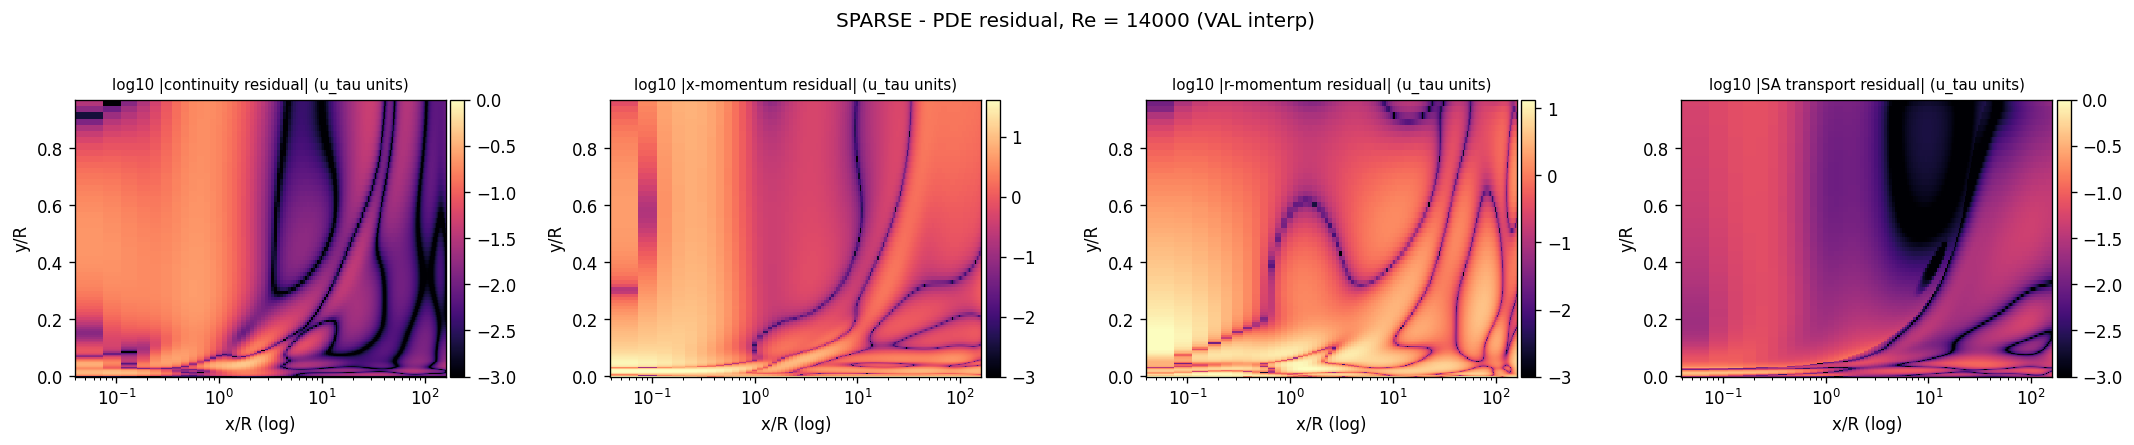 SPARSE - PDE residual, Re = 14000 (VAL interp)
log10 |continuity residual| (u_tau units)
log10 |x-momentum residual| (u_tau units)
log10 |r-momentum residual| (u_tau units)
log10 |SA transport residual| (u_tau units)
y/R
0.8
0.6
0.4
0.2
0.0
10⁻¹ 10⁰ 10¹ 10²
x/R (log)
0.0
−0.5
−1.0
−1.5
−2.0
−2.5
−3.0
y/R
0.8
0.6
0.4
0.2
0.0
10⁻¹ 10⁰ 10¹ 10²
x/R (log)
1
0
−1
−2
−3
y/R
0.8
0.6
0.4
0.2
0.0
10⁻¹ 10⁰ 10¹ 10²
x/R (log)
1
0
−1
−2
−3
y/R
0.8
0.6
0.4
0.2
0.0
10⁻¹ 10⁰ 10¹ 10²
x/R (log)
0.0
−0.5
−1.0
−1.5
−2.0
−2.5
−3.0